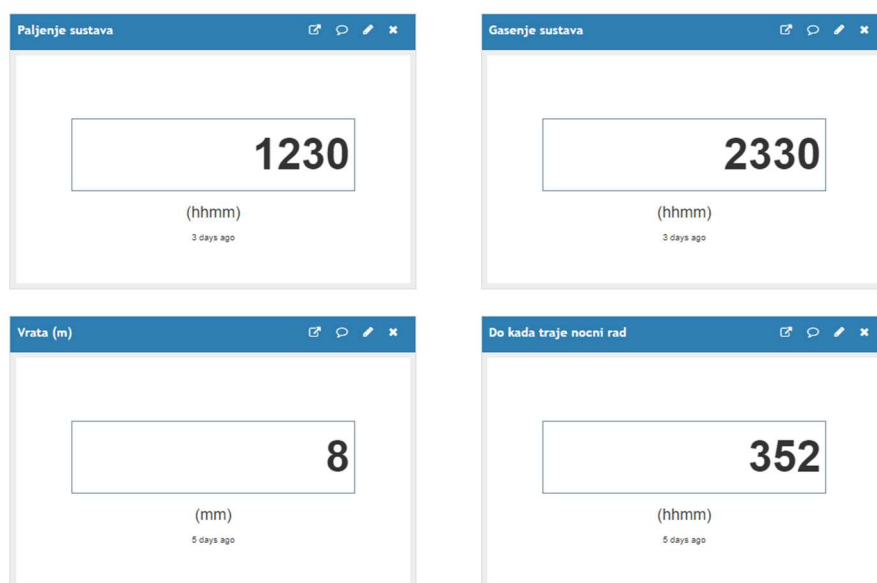 Paljenje sustava
1230
(hhmm)
3 days ago
Gasenje sustava
2330
(hhmm)
3 days ago
Vrata (m)
8
(mm)
5 days ago
Do kada traje nocni rad
352
(hhmm)
5 days ago